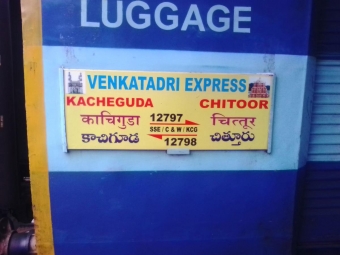 LUGGAGE
VENKATADRI EXPRESS
KACHEGUDA CHITOOR
काचिगुडा 12797 चित्तूर
SSE / C & W / KCG
కాచిగూడ 12798 చిత్తూరు